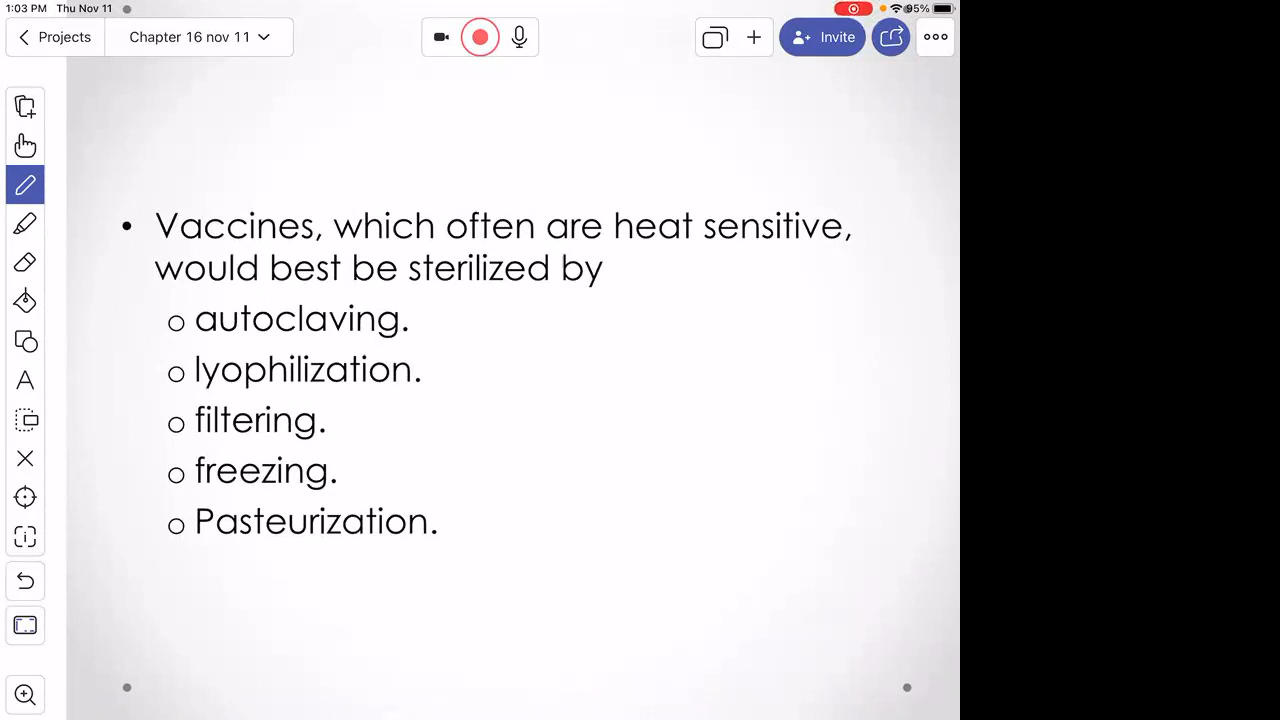 1:03 PM Thu Nov 11
95%
Projects
Chapter 16 nov 11
Invite
A
• Vaccines, which often are heat sensitive,
would best be sterilized by
o autoclaving.
o lyophilization.
o filtering.
o freezing.
o Pasteurization.